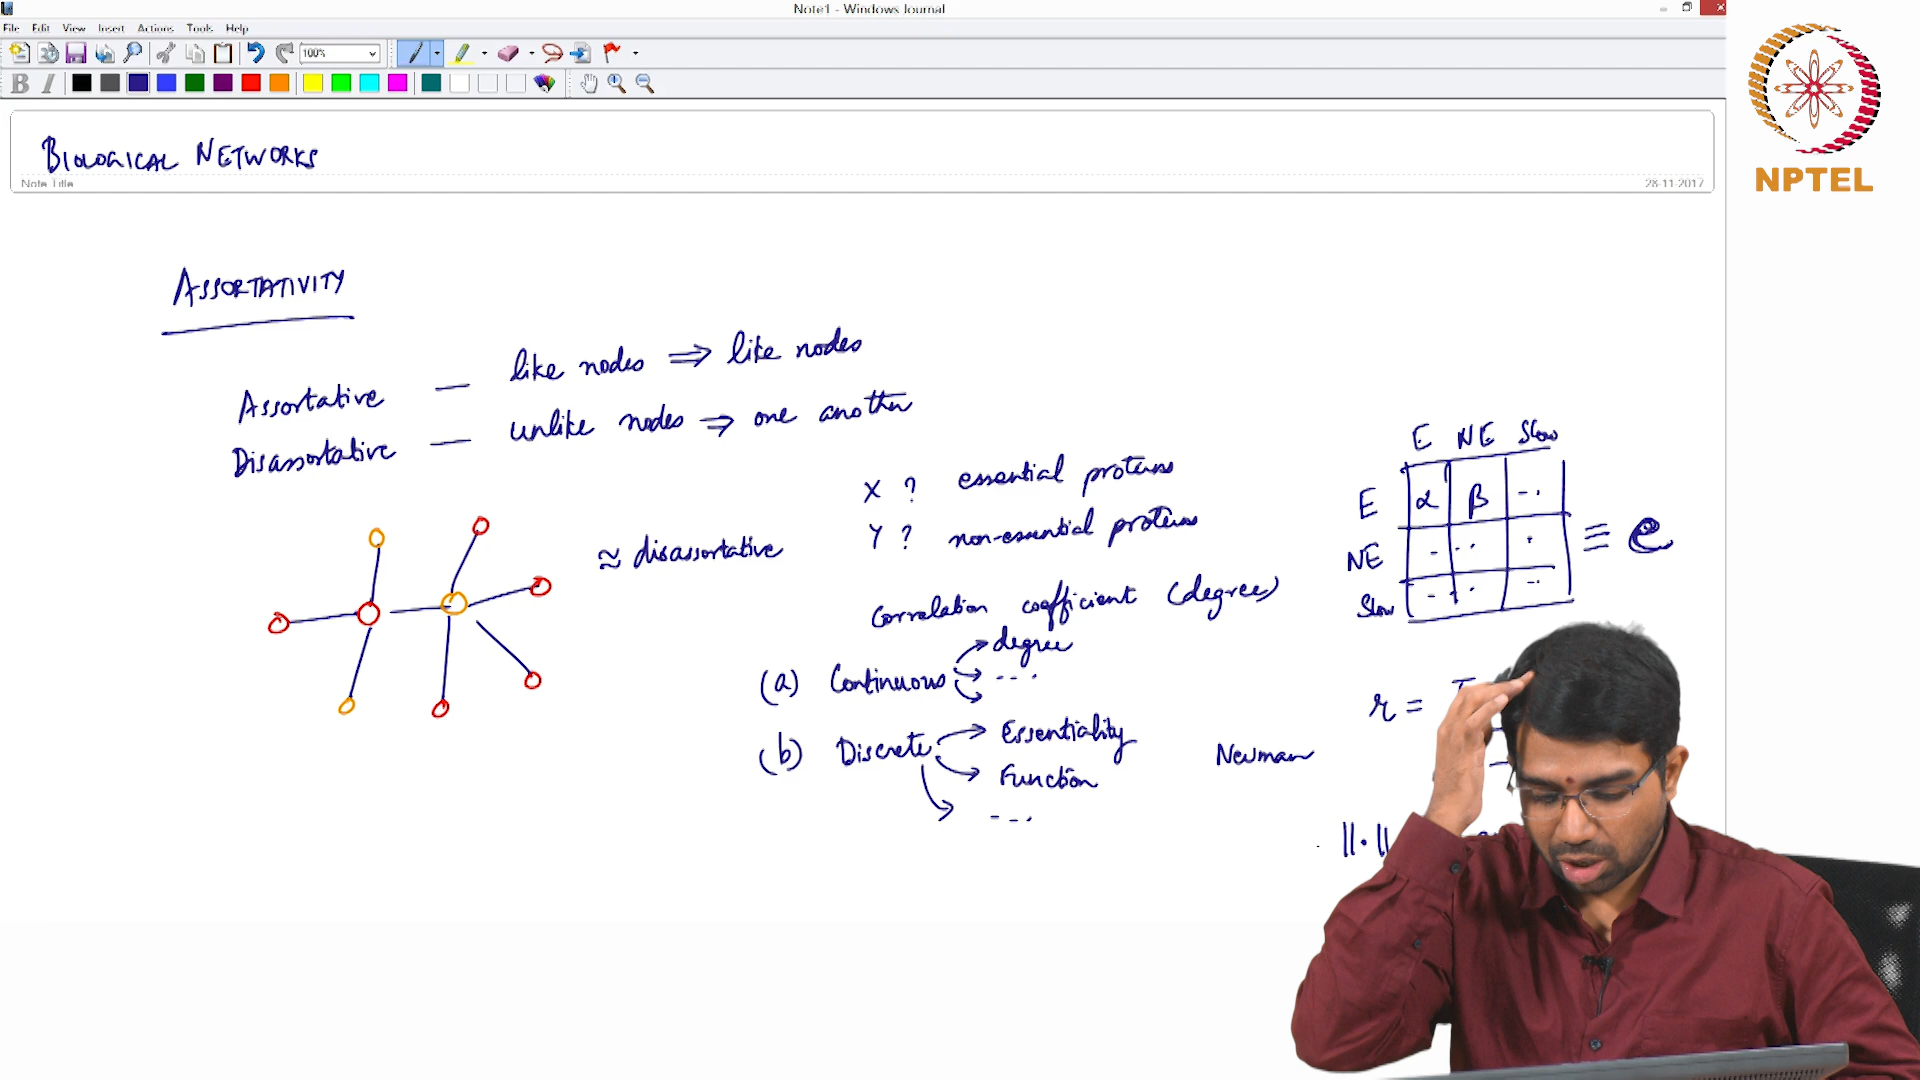 Note1 - Windows Journal
File Edit View Insert Actions Tools Help
100%
B I
BIOLOGICAL NETWORKS
Note Title
28-11-2017
NPTEL
ASSORTATIVITY
Assortative — like nodes ⇒ like nodes
Disassortative — unlike nodes ⇒ one another
≈ disassortative
X ? essential proteins
Y ? non-essential proteins
Correlation coefficient (degrees)
(a) Continuous → degree
→ ...
(b) Discrete → Essentiality
→ Function
→ ...
Newman
E NE Slow
E α β -.
NE - .. .
Slow - .. ..
≡ e
r = T
||·||